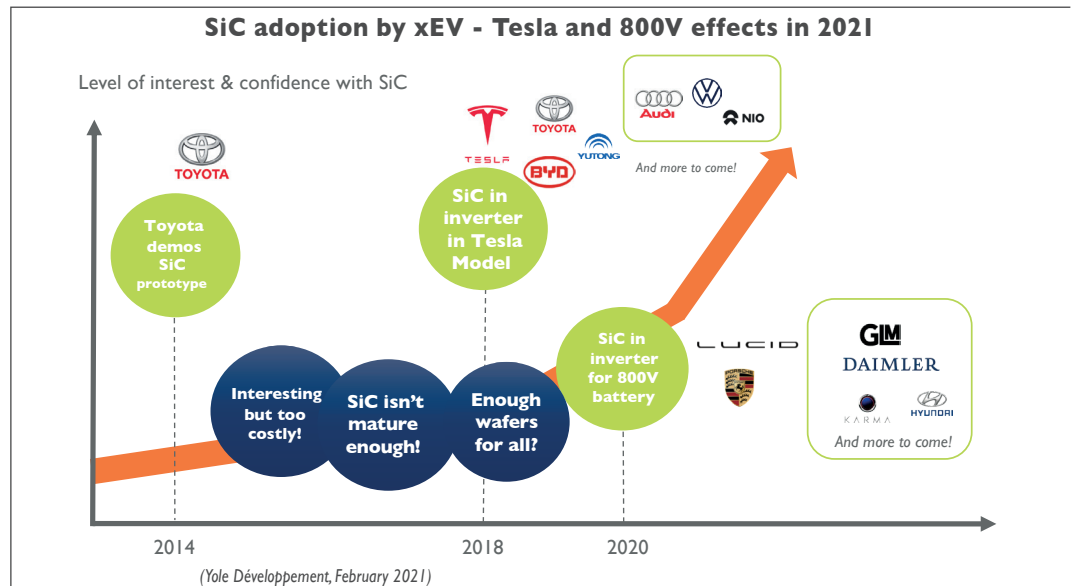 SiC adoption by xEV - Tesla and 800V effects in 2021
Level of interest & confidence with SiC
TOYOTA
Toyota
demos
SiC
prototype
Interesting
but too
costly!
SiC isn't
mature
enough!
TESLA
TOYOTA
BYD
YUTONG
SiC in
inverter
in Tesla
Model
Enough
wafers
for all?
Audi
NIO
And more to come!
SiC in
inverter
for 800V
battery
LUCID
PORSCHE
GLM
DAIMLER
KARMA
HYUNDAI
And more to come!
2014
2018
2020
(Yole Développement, February 2021)